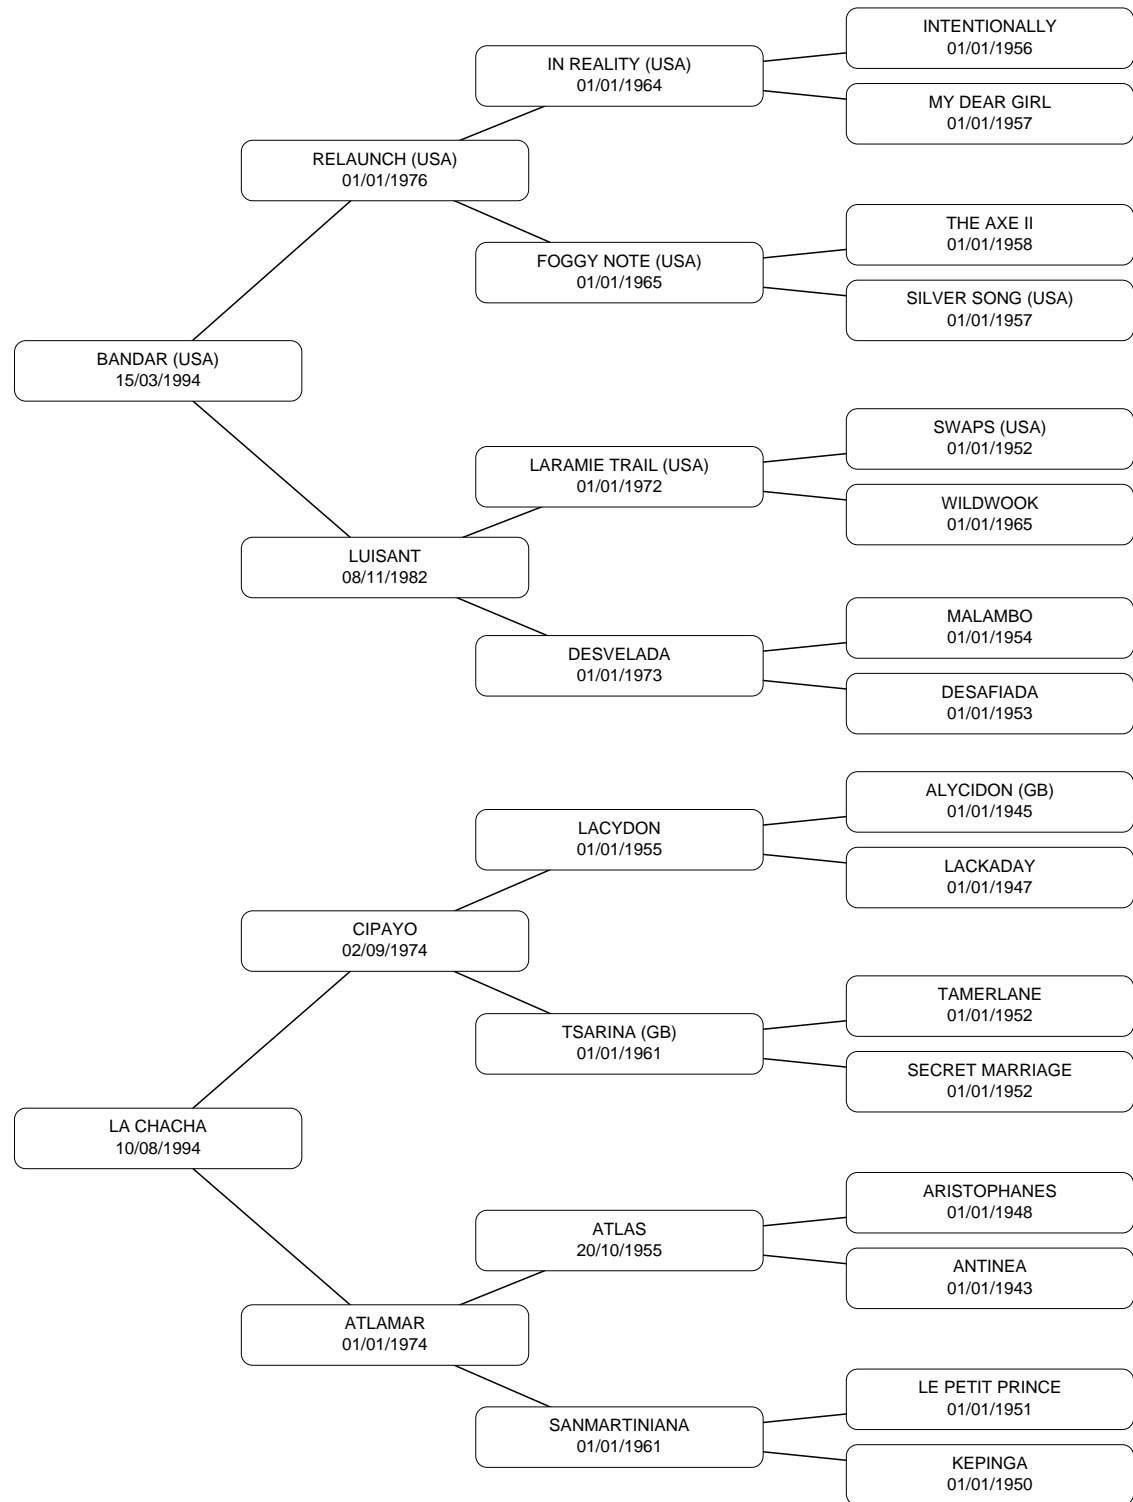 INTENTIONALLY
01/01/1956
IN REALITY (USA)
01/01/1964
MY DEAR GIRL
01/01/1957
RELAUNCH (USA)
01/01/1976
THE AXE II
01/01/1958
FOGGY NOTE (USA)
01/01/1965
SILVER SONG (USA)
01/01/1957
BANDAR (USA)
15/03/1994
SWAPS (USA)
01/01/1952
LARAMIE TRAIL (USA)
01/01/1972
WILDWOOK
01/01/1965
LUISANT
08/11/1982
MALAMBO
01/01/1954
DESVELADA
01/01/1973
DESAFIADA
01/01/1953
ALYCIDON (GB)
01/01/1945
LACYDON
01/01/1955
LACKADAY
01/01/1947
CIPAYO
02/09/1974
TAMERLANE
01/01/1952
TSARINA (GB)
01/01/1961
SECRET MARRIAGE
01/01/1952
LA CHACHA
10/08/1994
ARISTOPHANES
01/01/1948
ATLAS
20/10/1955
ANTINEA
01/01/1943
ATLAMAR
01/01/1974
LE PETIT PRINCE
01/01/1951
SANMARTINIANA
01/01/1961
KEPINGA
01/01/1950